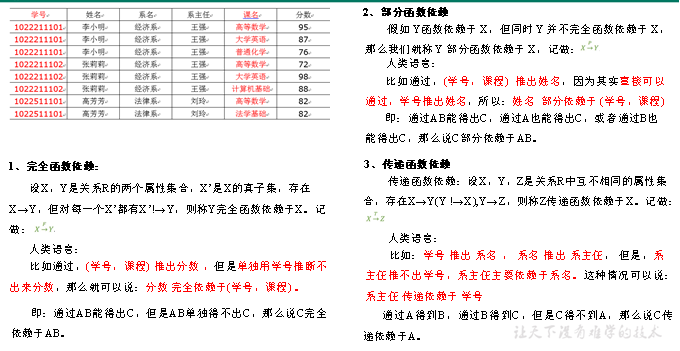 学号 姓名 系名 系主任 课名 分数
1022211101 李小明 经济系 王强 高等数学 95
1022211101 李小明 经济系 王强 大学英语 87
1022211101 李小明 经济系 王强 普通化学 76
1022211102 张莉莉 经济系 王强 高等数学 72
1022211102 张莉莉 经济系 王强 大学英语 98
1022211102 张莉莉 经济系 王强 计算机基础 88
1022511101 高芳芳 法律系 刘玲 高等数学 82
1022511101 高芳芳 法律系 刘玲 法学基础 82
1、完全函数依赖：
设X，Y是关系R的两个属性集合，X’是X的真子集，存在
X→Y，但对每一个X’都有X’!→Y，则称Y完全函数依赖于X。记
做：X F→ Y.
人类语言：
比如通过，(学号，课程) 推出分数 ，但是单独用学号推断不
出来分数，那么就可以说：分数 完全依赖于(学号，课程) 。
即：通过AB能得出C，但是AB单独得不出C，那么说C完全
依赖于AB。
2、部分函数依赖
假如 Y函数依赖于 X，但同时 Y 并不完全函数依赖于 X，
那么我们就称 Y 部分函数依赖于 X，记做：X P→ Y
人类语言：
比如通过，(学号，课程) 推出姓名，因为其实直接可以
通过，学号推出姓名，所以：姓名 部分依赖于 (学号，课程)
即：通过AB能得出C，通过A也能得出C，或者通过B也
能得出C，那么说C部分依赖于AB。
3、传递函数依赖
传递函数依赖：设X，Y，Z是关系R中互不相同的属性集
合，存在X→Y(Y !→X),Y→Z，则称Z传递函数依赖于X。记做：
X T→ Z
人类语言：
比如：学号 推出 系名 ， 系名 推出 系主任， 但是，系
主任推不出学号，系主任主要依赖于系名。这种情况可以说：
系主任 传递依赖于 学号
通过A得到B，通过B得到C，但是C得不到A，那么说C传
递依赖于A。
让天下没有难学的技术